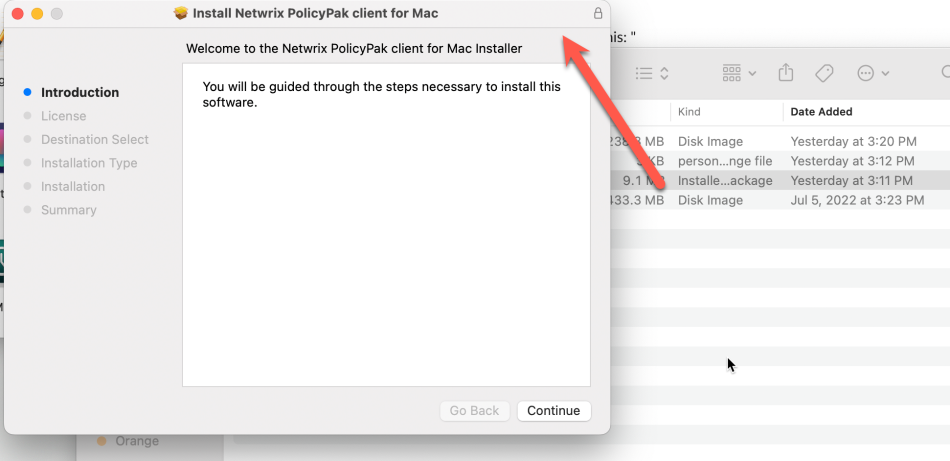 Install Netwrix PolicyPak client for Mac
Welcome to the Netwrix PolicyPak client for Mac Installer
Introduction
License
Destination Select
Installation Type
Installation
Summary
You will be guided through the steps necessary to install this
software.
Go Back
Continue
this: "
Kind
Date Added
MB
Disk Image
Yesterday at 3:20 PM
KB
person...nge file
Yesterday at 3:12 PM
9.1 MB
Installe...ackage
Yesterday at 3:11 PM
433.3 MB
Disk Image
Jul 5, 2022 at 3:23 PM
Orange